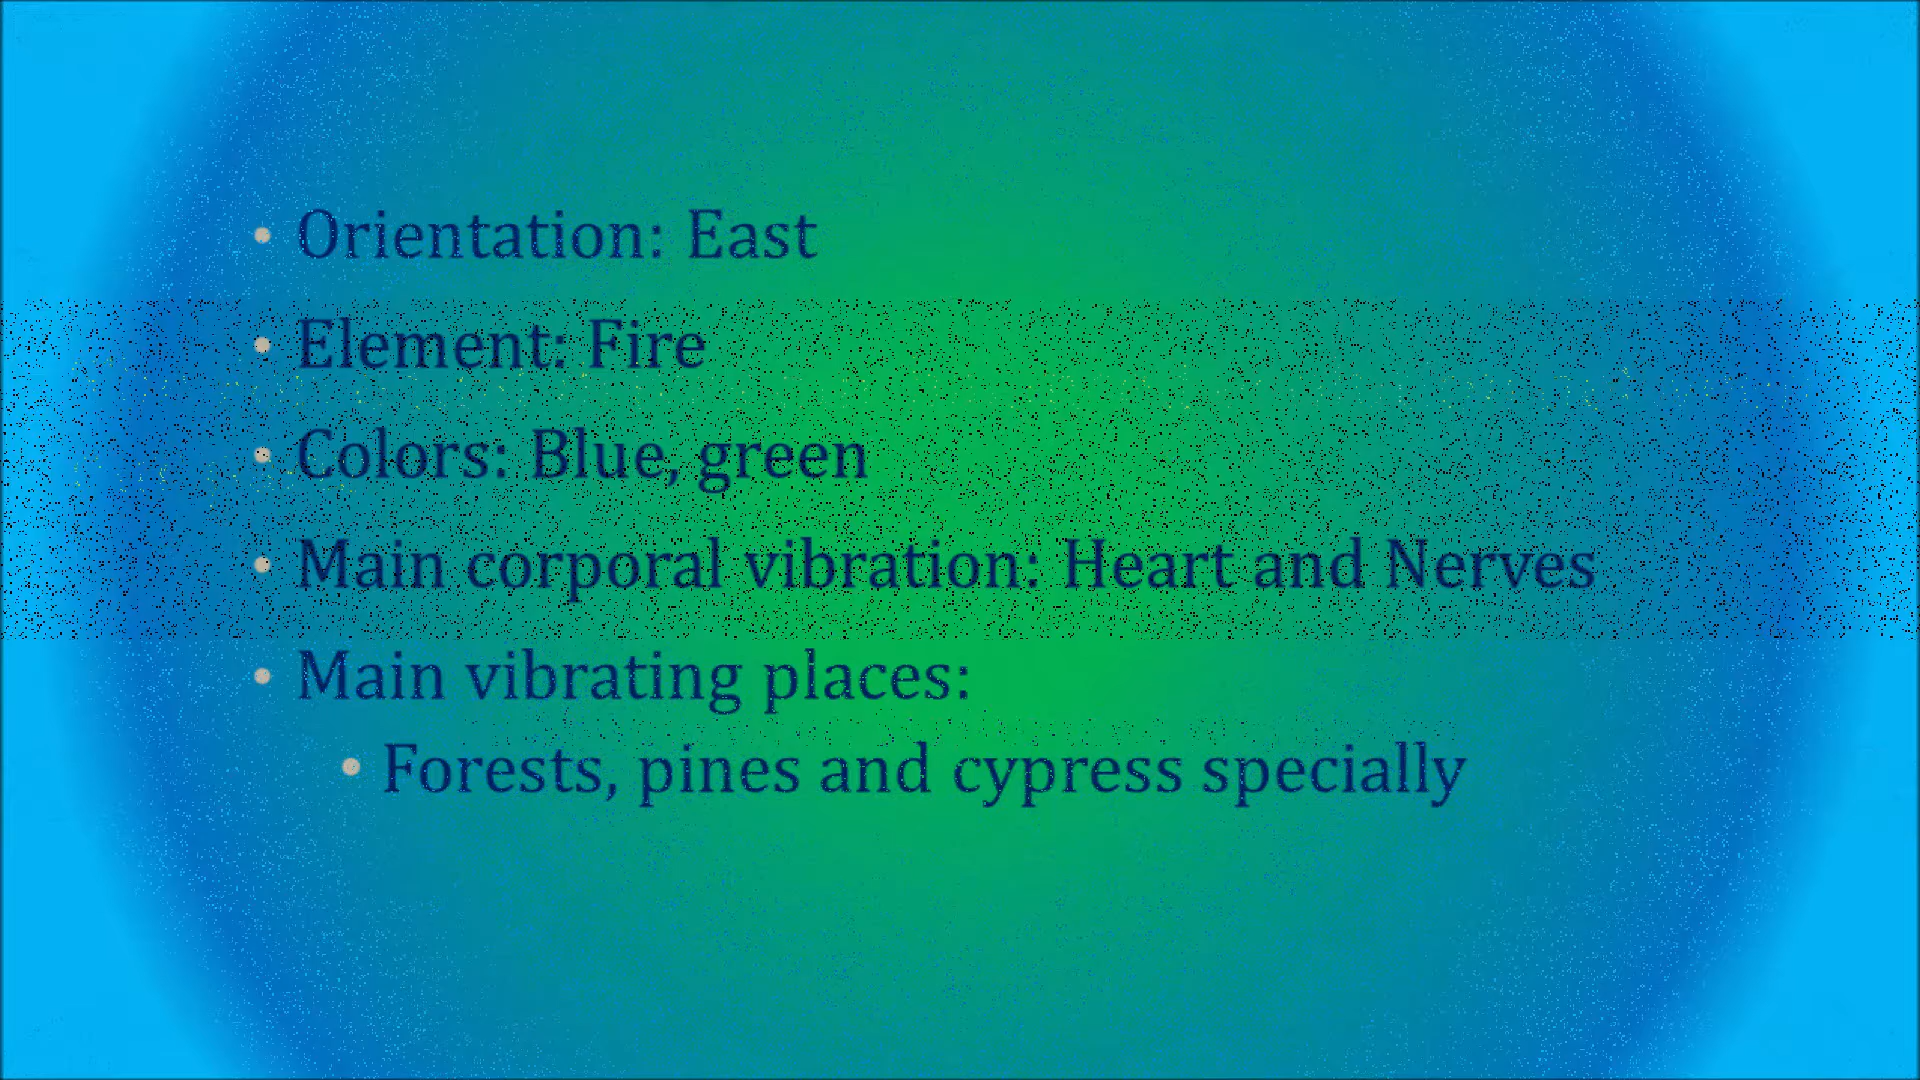 • Orientation: East
• Element: Fire
• Colors: Blue, green
• Main corporal vibration: Heart and Nerves
• Main vibrating places:
• Forests, pines and cypress specially